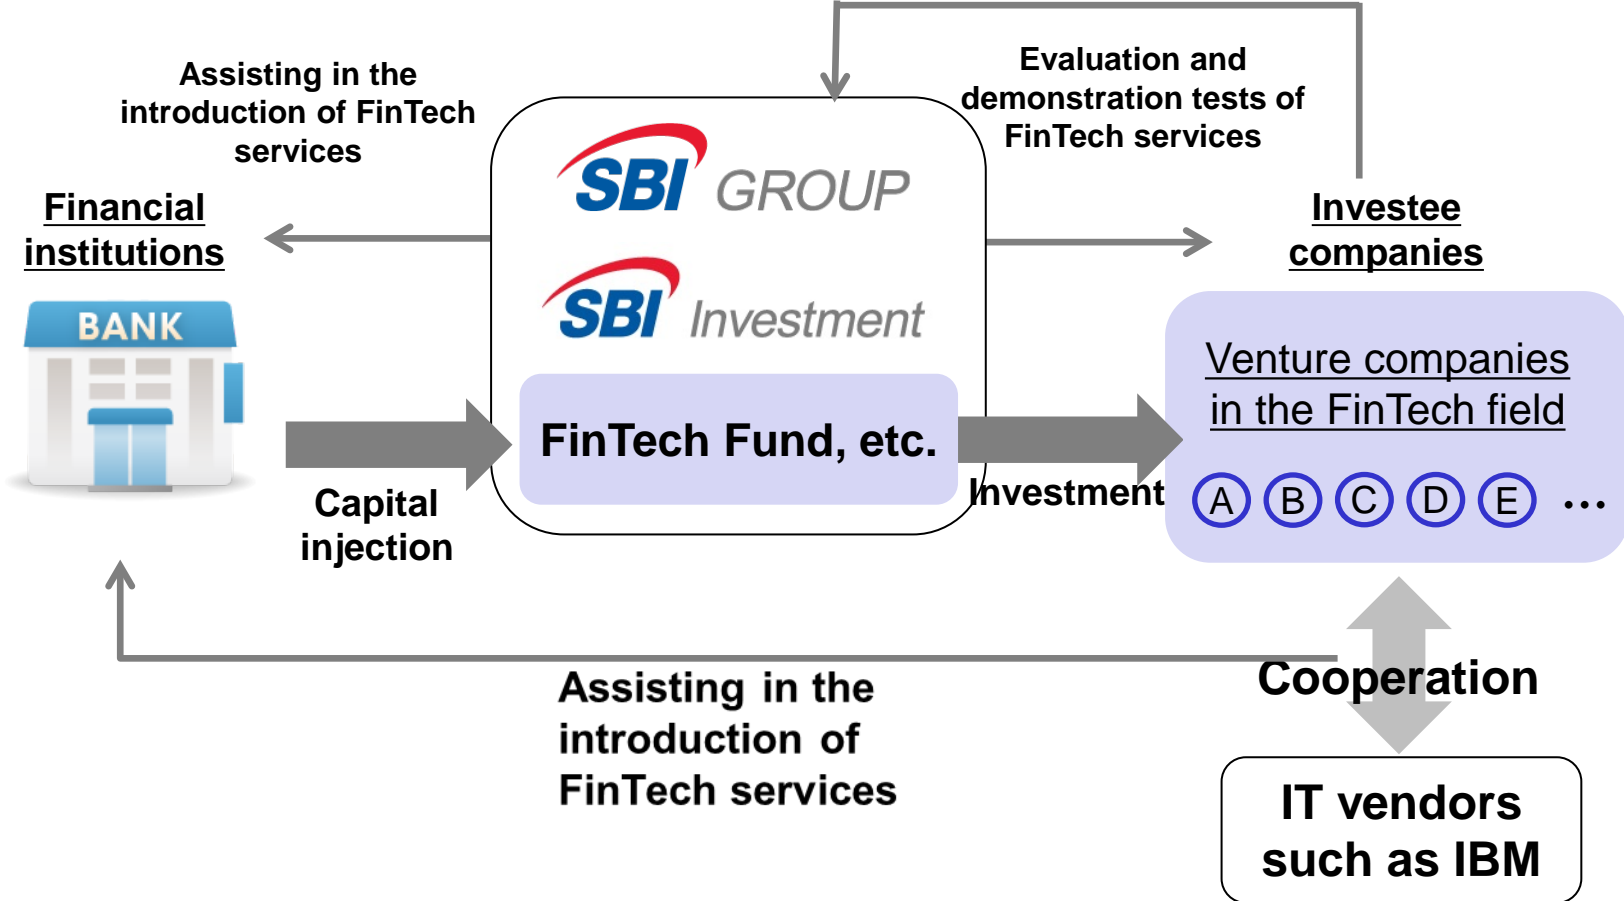 Assisting in the
introduction of FinTech
services
Evaluation and
demonstration tests of
FinTech services
SBI GROUP
Financial
institutions
Investee
companies
SBI Investment
BANK
Venture companies
in the FinTech field
FinTech Fund, etc.
Capital
injection
Investment
A B C D E ...
Cooperation
Assisting in the
introduction of
FinTech services
IT vendors
such as IBM